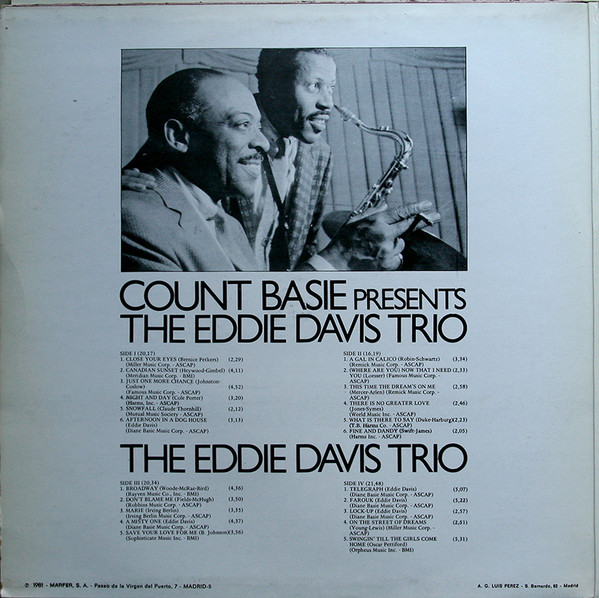 COUNT BASIE PRESENTS
THE EDDIE DAVIS TRIO
SIDE I (20,17)
1. CLOSE YOUR EYES (Bernice Petkers) (2,29)
(Miller Music Corp. - ASCAP)
2. CANADIAN SUNSET (Heywood-Gimbel) (4,11)
(Meridian Music Corp. - BMI)
3. JUST ONE MORE CHANCE (Johnston-
Coslow) (4,52)
(Famous Music Corp. - ASCAP)
4. NIGHT AND DAY (Cole Porter) (3,20)
(Harms, Inc. - ASCAP)
5. SNOWFALL (Claude Thornhill) (2,12)
(Mutual Music Society - ASCAP)
6. AFTERNOON IN A DOG HOUSE (3,13)
(Eddie Davis)
(Diane Basic Music Corp. - ASCAP)
SIDE II (16,19)
1. A GAL IN CALICO (Robin-Schwartz) (3,34)
(Remick Music Corp. - ASCAP)
2. (WHERE ARE YOU) NOW THAT I NEED (2,33)
YOU (Loesser) (Famous Music Corp. -
ASCAP)
3. THIS TIME THE DREAM'S ON ME (2,58)
(Mercer-Arlen) (Remick Music Corp. -
ASCAP)
4. THERE IS NO GREATER LOVE (2,46)
(Jones-Symes)
(World Music Inc. - ASCAP)
5. WHAT IS THERE TO SAY (Duke-Harburg)(2,23)
(T.B. Harms Co. - ASCAP)
6. FINE AND DANDY (Swift-James) (2,05)
(Harms Inc. - ASCAP)
THE EDDIE DAVIS TRIO
SIDE III (20,34)
1. BROADWAY (Woode-McRae-Bird) (4,36)
(Rayven Music Co., Inc. - BMI)
2. DON'T BLAME ME (Fields-McHugh) (3,50)
(Robbins Music Corp. - ASCAP)
3. MARIE (Irving Berlin) (3,35)
(Irving Berlin Music Corp. - ASCAP)
4. A MISTY ONE (Eddie Davis) (4,37)
(Diane Basic Music Corp. - ASCAP)
5. SAVE YOUR LOVE FOR ME (B. Johnson)(3,56)
(Sophisticate Music Inc. - BMI)
SIDE IV (21,48)
1. TELEGRAPH (Eddie Davis) (5,07)
(Diane Basic Music Corp. - ASCAP)
2. FAROUK (Eddie Davis) (5,22)
(Diane Basic Music Corp. - ASCAP)
3. LOCK-UP (Eddie Davis) (2,57)
(Diane Basic Music Corp. - ASCAP)
4. ON THE STREET OF DREAMS (2,51)
(Young-Lewis) (Miller Music Corp. -
ASCAP)
5. SWINGIN' TILL THE GIRLS COME (5,31)
HOME (Oscar Pettiford)
(Orpheus Music Inc. - BMI)
℗ 1981 - MARFER, S. A. - Paseo de la Virgen del Puerto, 7 - MADRID-5
A. G. LUIS PEREZ - S. Bernardo, 82 - Madrid